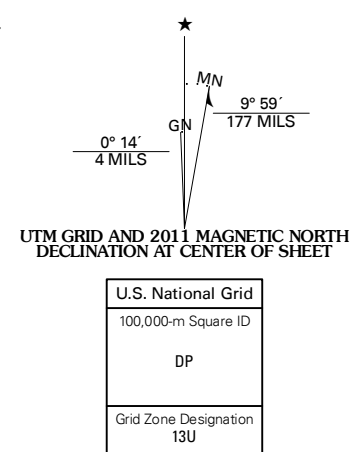 ★
MN
9° 59´
177 MILS
GN
0° 14´
4 MILS
UTM GRID AND 2011 MAGNETIC NORTH
DECLINATION AT CENTER OF SHEET
U.S. National Grid
100,000-m Square ID
DP
Grid Zone Designation
13U